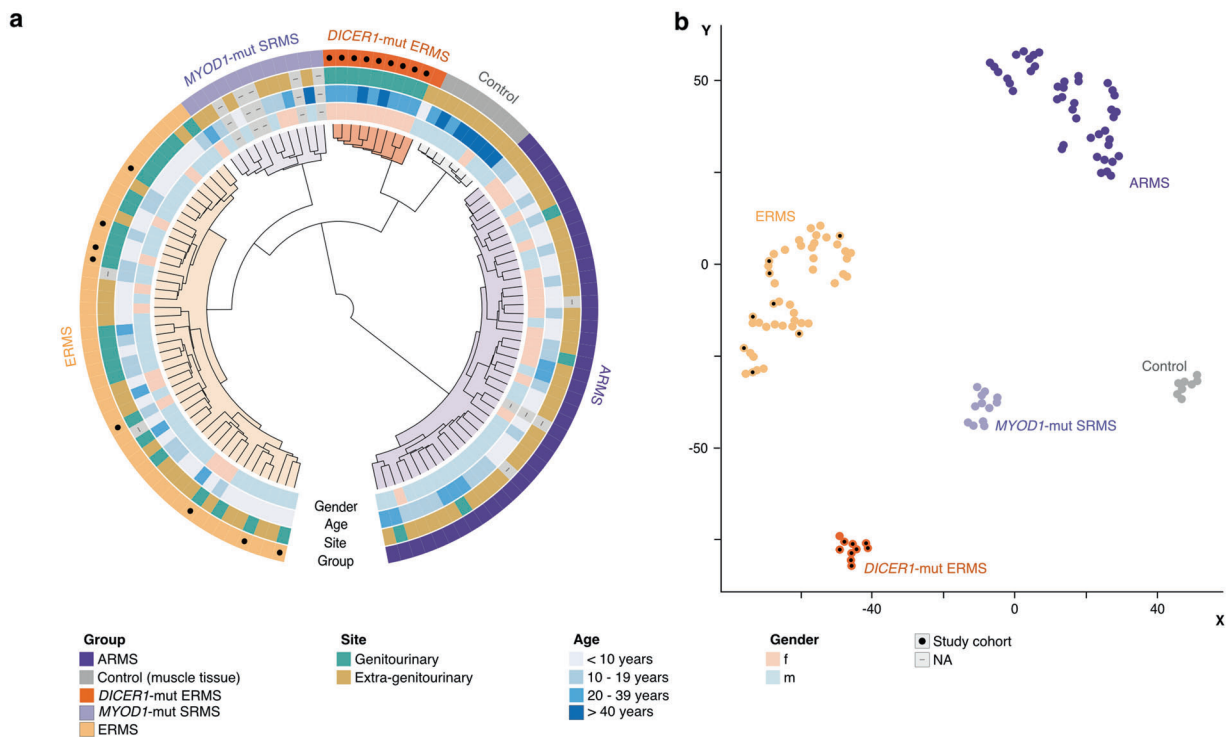 a
MYOD1-mut SRMS
DICER1-mut ERMS
Control
ERMS
ARMS
Gender
Age
Site
Group
b
Y
50
0
-50
-40
0
40
X
ARMS
ERMS
Control
MYOD1-mut SRMS
DICER1-mut ERMS
Group
ARMS
Control (muscle tissue)
DICER1-mut ERMS
MYOD1-mut SRMS
ERMS
Site
Genitourinary
Extra-genitourinary
Age
< 10 years
10 - 19 years
20 - 39 years
> 40 years
Gender
f
m
Study cohort
NA